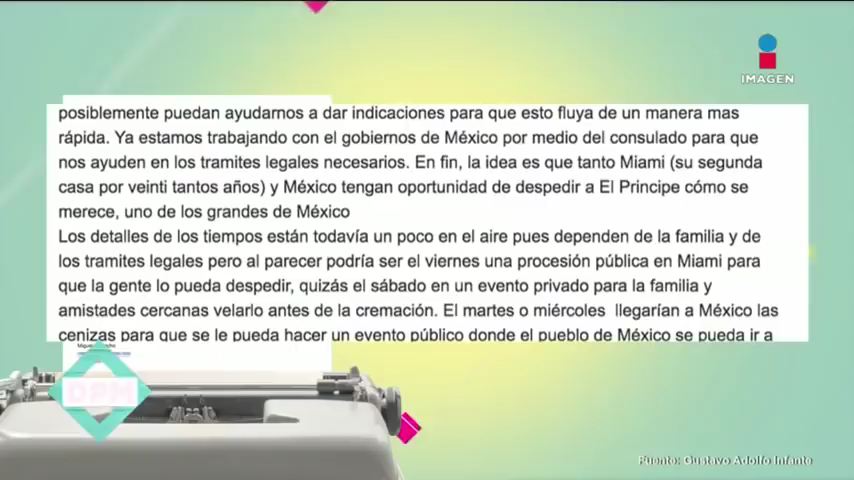 IMAGEN
posiblemente puedan ayudarnos a dar indicaciones para que esto fluya de un manera mas
rápida. Ya estamos trabajando con el gobiernos de México por medio del consulado para que
nos ayuden en los tramites legales necesarios. En fin, la idea es que tanto Miami (su segunda
casa por veinti tantos años) y México tengan oportunidad de despedir a El Principe cómo se
merece, uno de los grandes de México
Los detalles de los tiempos están todavía un poco en el aire pues dependen de la familia y de
los tramites legales pero al parecer podría ser el viernes una procesión pública en Miami para
que la gente lo pueda despedir, quizás el sábado en un evento privado para la familia y
amistades cercanas velarlo antes de la cremación. El martes o miércoles llegarían a México las
cenizas para que se le pueda hacer un evento público donde el pueblo de México se pueda ir a
DPM
Fuente: Gustavo Adolfo Infante